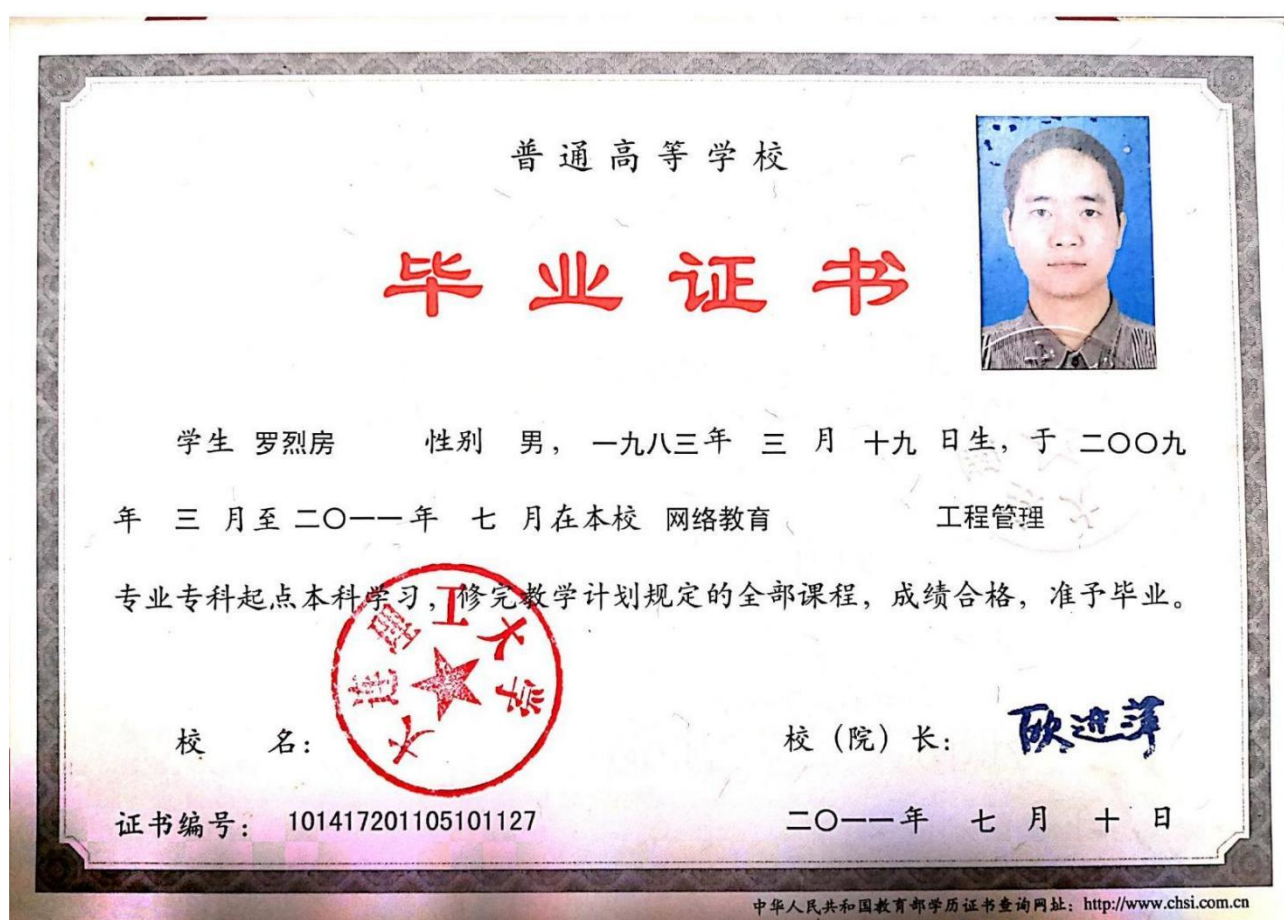 普通高等学校
毕业证书
学生 罗烈房 性别 男, 一九八三年 三 月 十九 日生, 于 二〇〇九
年 三 月至 二〇一一年 七 月在本校 网络教育 工程管理
专业专科起点本科学习, 修完教学计划规定的全部课程, 成绩合格, 准予毕业。
大连理工大学
校 名: 校（院）长: 欧进萍
证书编号: 101417201105101127 二〇一一年 七 月 十 日
中华人民共和国教育部学历证书查询网址: http://www.chsi.com.cn